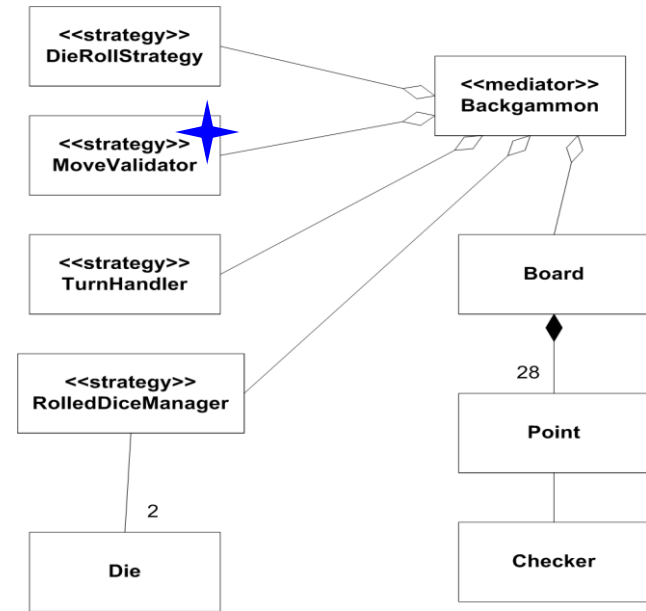 <<strategy>>
DieRollStrategy
<<mediator>>
Backgammon
<<strategy>>
MoveValidator
<<strategy>>
TurnHandler
Board
<<strategy>>
RolledDiceManager
28
Point
2
Die
Checker